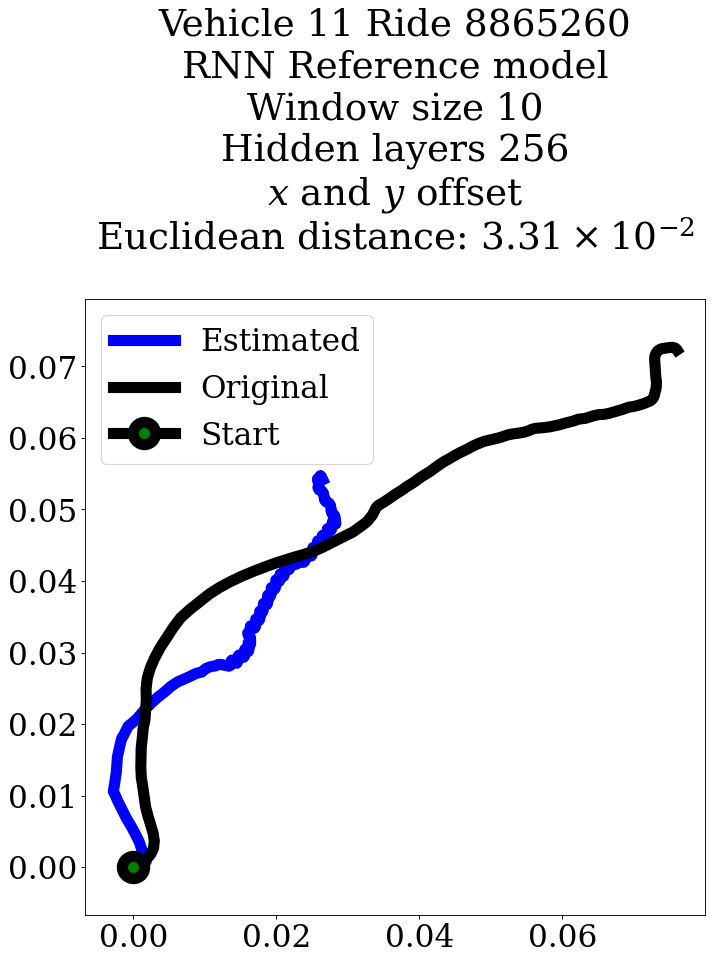 Vehicle 11 Ride 8865260
RNN Reference model
Window size 10
Hidden layers 256
x and y offset
Euclidean distance: 3.31 × 10⁻²
Estimated
Original
Start
0.07
0.06
0.05
0.04
0.03
0.02
0.01
0.00
0.00 0.02 0.04 0.06